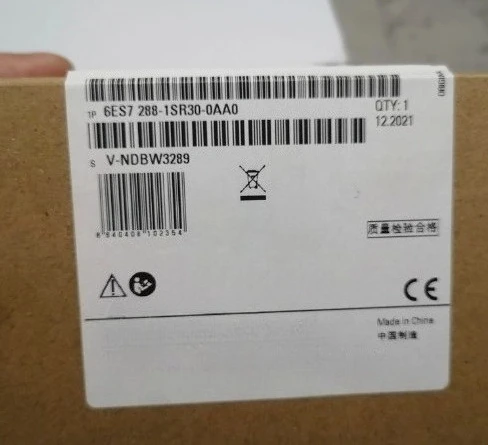 1P 6ES7 288-1SR30-0AA0
QTY: 1
12.2021
S V-NDBW3289
质量检验合格
CE
Made in China
中国制造